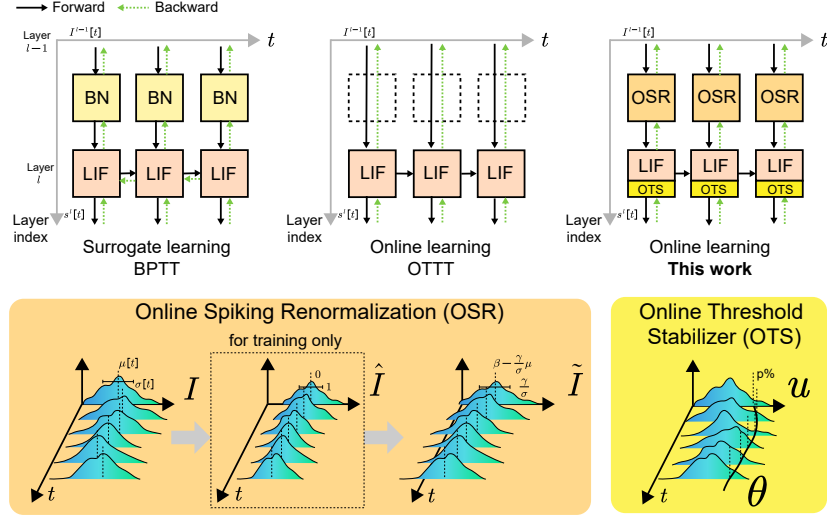 Forward Backward
Layer l−1
I^{l−1}[t]
t
BN BN BN
Layer l
LIF LIF LIF
Layer index
s^l[t]
Surrogate learning
BPTT
I^{l−1}[t]
t
LIF LIF LIF
s^l[t]
Online learning
OTTT
I^{l−1}[t]
t
OSR OSR OSR
LIF LIF LIF
OTS OTS OTS
Layer index
s^l[t]
Online learning
This work
Online Spiking Renormalization (OSR)
for training only
μ[t]
σ[t]
I
t
0
1
Î
t
β − γ/σ μ
γ/σ
Ĩ
t
Online Threshold
Stabilizer (OTS)
p%
u
θ
t